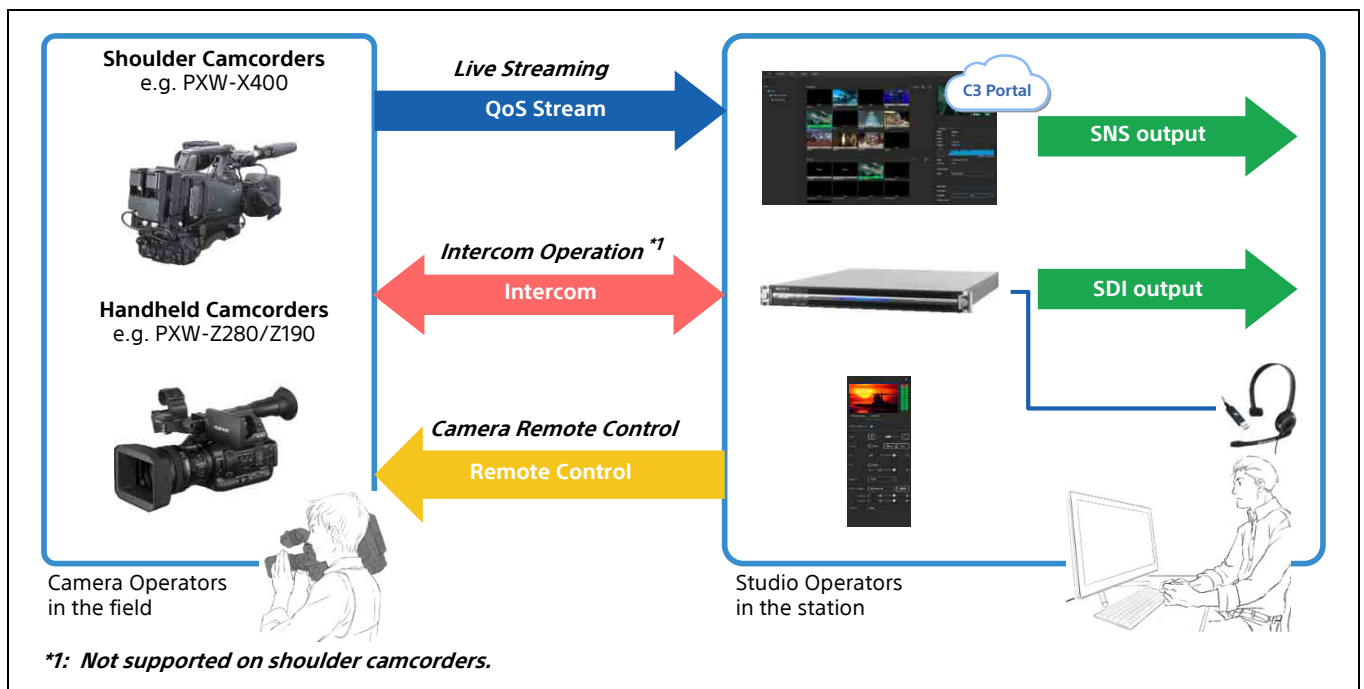 Shoulder Camcorders
e.g. PXW-X400
Live Streaming
QoS Stream
C3 Portal
SNS output
Intercom Operation *1
Intercom
SDI output
Handheld Camcorders
e.g. PXW-Z280/Z190
Camera Remote Control
Remote Control
Camera Operators
in the field
Studio Operators
in the station
*1: Not supported on shoulder camcorders.